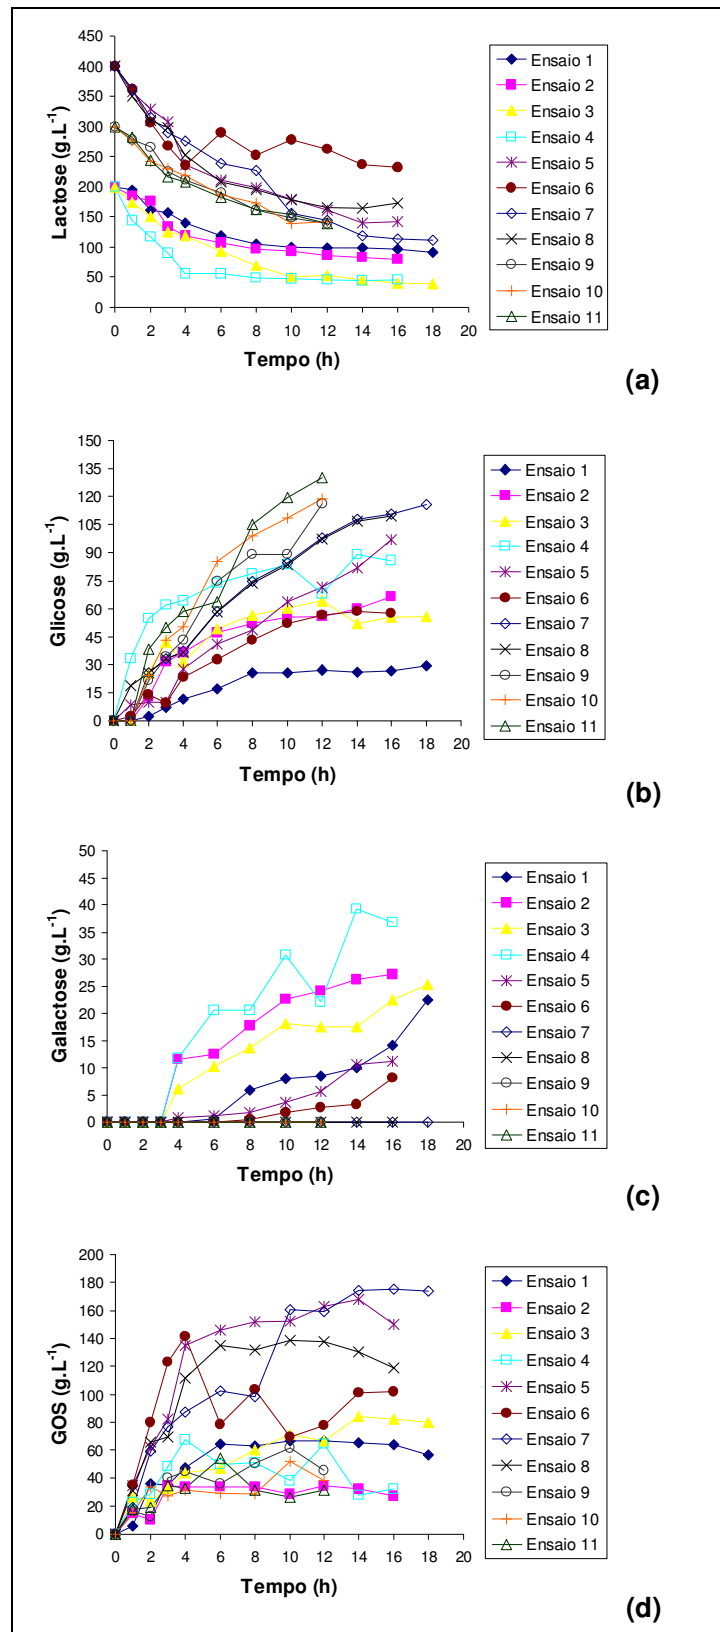 450
400
350
300
250
200
150
100
50
0
Lactose (g.L⁻¹)
0 2 4 6 8 10 12 14 16 18 20
Tempo (h)
Ensaio 1
Ensaio 2
Ensaio 3
Ensaio 4
Ensaio 5
Ensaio 6
Ensaio 7
Ensaio 8
Ensaio 9
Ensaio 10
Ensaio 11
(a)
150
135
120
105
90
75
60
45
30
15
0
Glicose (g.L⁻¹)
0 2 4 6 8 10 12 14 16 18 20
Tempo (h)
Ensaio 1
Ensaio 2
Ensaio 3
Ensaio 4
Ensaio 5
Ensaio 6
Ensaio 7
Ensaio 8
Ensaio 9
Ensaio 10
Ensaio 11
(b)
50
45
40
35
30
25
20
15
10
5
0
Galactose (g.L⁻¹)
0 2 4 6 8 10 12 14 16 18 20
Tempo (h)
Ensaio 1
Ensaio 2
Ensaio 3
Ensaio 4
Ensaio 5
Ensaio 6
Ensaio 7
Ensaio 8
Ensaio 9
Ensaio 10
Ensaio 11
(c)
200
180
160
140
120
100
80
60
40
20
0
GOS (g.L⁻¹)
0 2 4 6 8 10 12 14 16 18 20
Tempo (h)
Ensaio 1
Ensaio 2
Ensaio 3
Ensaio 4
Ensaio 5
Ensaio 6
Ensaio 7
Ensaio 8
Ensaio 9
Ensaio 10
Ensaio 11
(d)